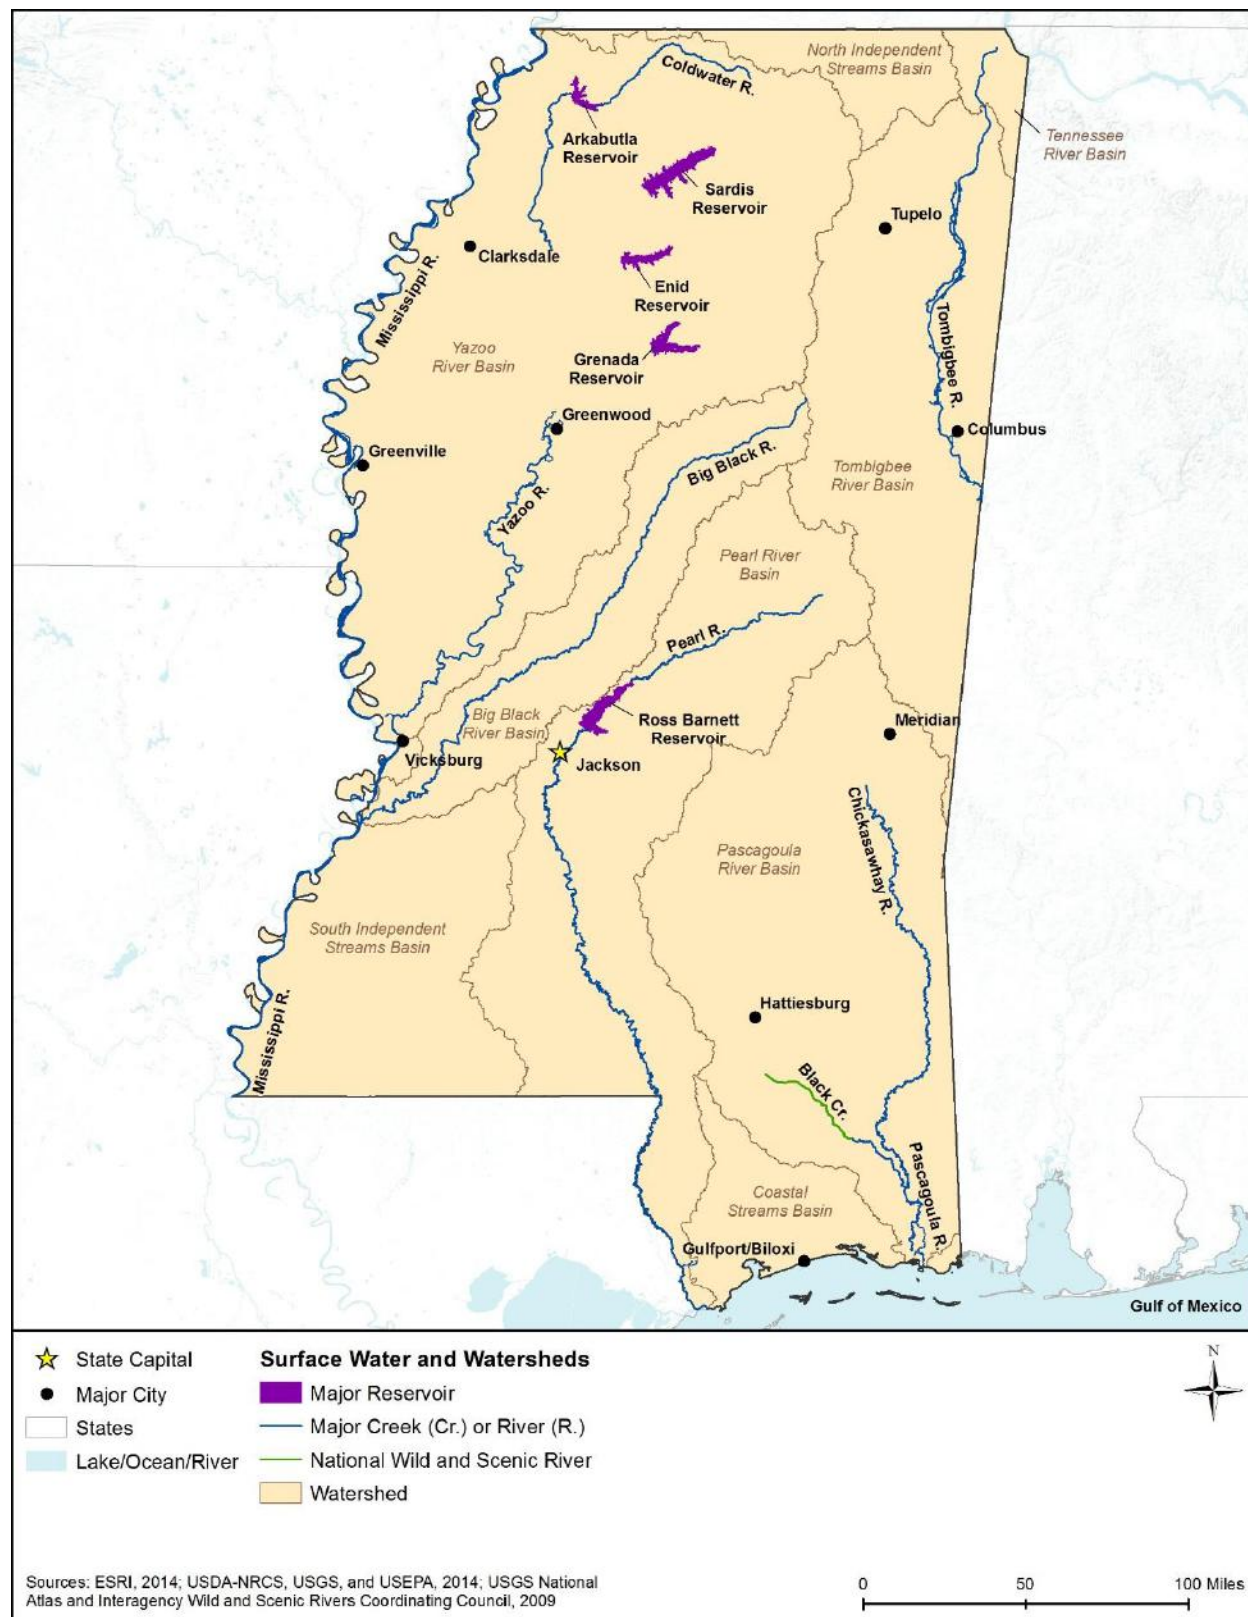 North Independent
Streams Basin
Coldwater R.
Tennessee
River Basin
Arkabutla
Reservoir
Sardis
Reservoir
Tupelo
Clarksdale
Mississippi R.
Enid
Reservoir
Tombigbee R.
Yazoo
River Basin
Grenada
Reservoir
Greenwood
Columbus
Greenville
Big Black R.
Tombigbee
River Basin
Yazoo R.
Pearl River
Basin
Pearl R.
Big Black
River Basin
Ross Barnett
Reservoir
Meridian
Vicksburg
Jackson
Chickasawhay R.
Pascagoula
River Basin
South Independent
Streams Basin
Hattiesburg
Mississippi R.
Black Cr.
Pascagoula R.
Coastal
Streams Basin
Gulfport/Biloxi
Gulf of Mexico
State Capital
Major City
States
Lake/Ocean/River
Surface Water and Watersheds
Major Reservoir
Major Creek (Cr.) or River (R.)
National Wild and Scenic River
Watershed
N
Sources: ESRI, 2014; USDA-NRCS, USGS, and USEPA, 2014; USGS National
Atlas and Interagency Wild and Scenic Rivers Coordinating Council, 2009
0 50 100 Miles